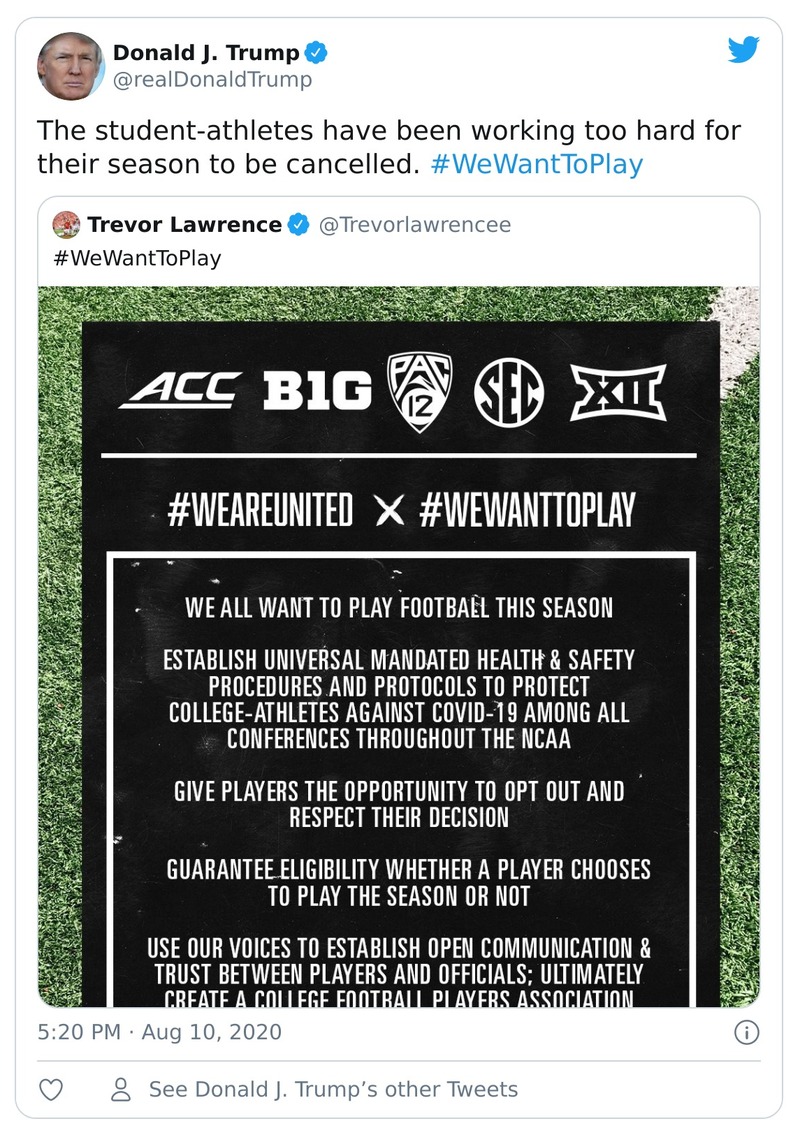 Donald J. Trump
@realDonaldTrump
The student-athletes have been working too hard for
their season to be cancelled. #WeWantToPlay
Trevor Lawrence @Trevorlawrencee
#WeWantToPlay
ACC B1G PAC 12 SEC XII
#WEAREUNITED X #WEWANTTOPLAY
WE ALL WANT TO PLAY FOOTBALL THIS SEASON
ESTABLISH UNIVERSAL MANDATED HEALTH & SAFETY
PROCEDURES AND PROTOCOLS TO PROTECT
COLLEGE-ATHLETES AGAINST COVID-19 AMONG ALL
CONFERENCES THROUGHOUT THE NCAA
GIVE PLAYERS THE OPPORTUNITY TO OPT OUT AND
RESPECT THEIR DECISION
GUARANTEE ELIGIBILITY WHETHER A PLAYER CHOOSES
TO PLAY THE SEASON OR NOT
USE OUR VOICES TO ESTABLISH OPEN COMMUNICATION &
TRUST BETWEEN PLAYERS AND OFFICIALS; ULTIMATELY
CREATE A COLLEGE FOOTBALL PLAYERS ASSOCIATION
5:20 PM · Aug 10, 2020
See Donald J. Trump’s other Tweets